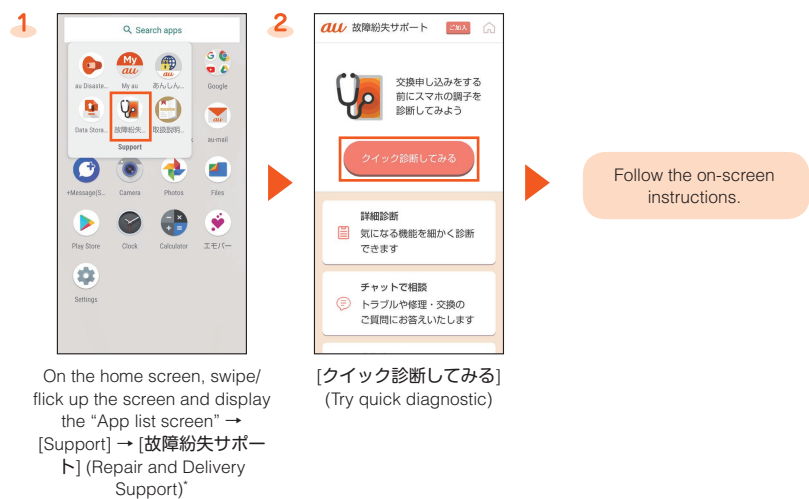 1
Search apps
My
au
au
au Disaste...
My au
あんしん...
Google
Data Store...
故障紛失...
取扱説明...
au-mail
Support
+Message(S...
Camera
Photos
Files
Play Store
Clock
Calculator
エモバー
Settings
On the home screen, swipe/
flick up the screen and display
the “App list screen” →
[Support] → [故障紛失サポー
ト] (Repair and Delivery
Support)*
2
au 故障紛失サポート
ご加入
交換申し込みをする
前にスマホの調子を
診断してみよう
クイック診断してみる
詳細診断
気になる機能を細かく診断
できます
チャットで相談
トラブルや修理・交換の
ご質問にお答えいたします
[クイック診断してみる]
(Try quick diagnostic)
Follow the on-screen
instructions.